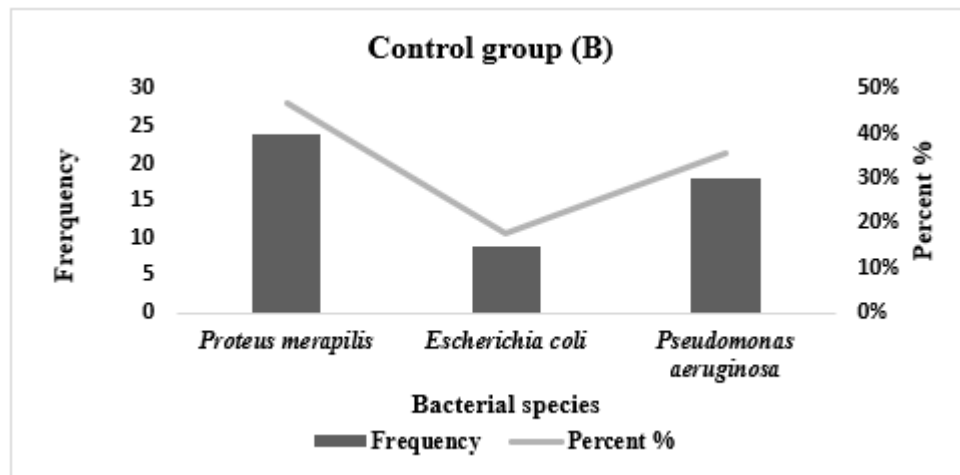 Control group (B)
30
25
20
15
10
5
0
Frerquency
50%
40%
30%
20%
10%
0%
Percent %
Proteus merapilis
Escherichia coli
Pseudomonas
aeruginosa
Bacterial species
Frequency
Percent %